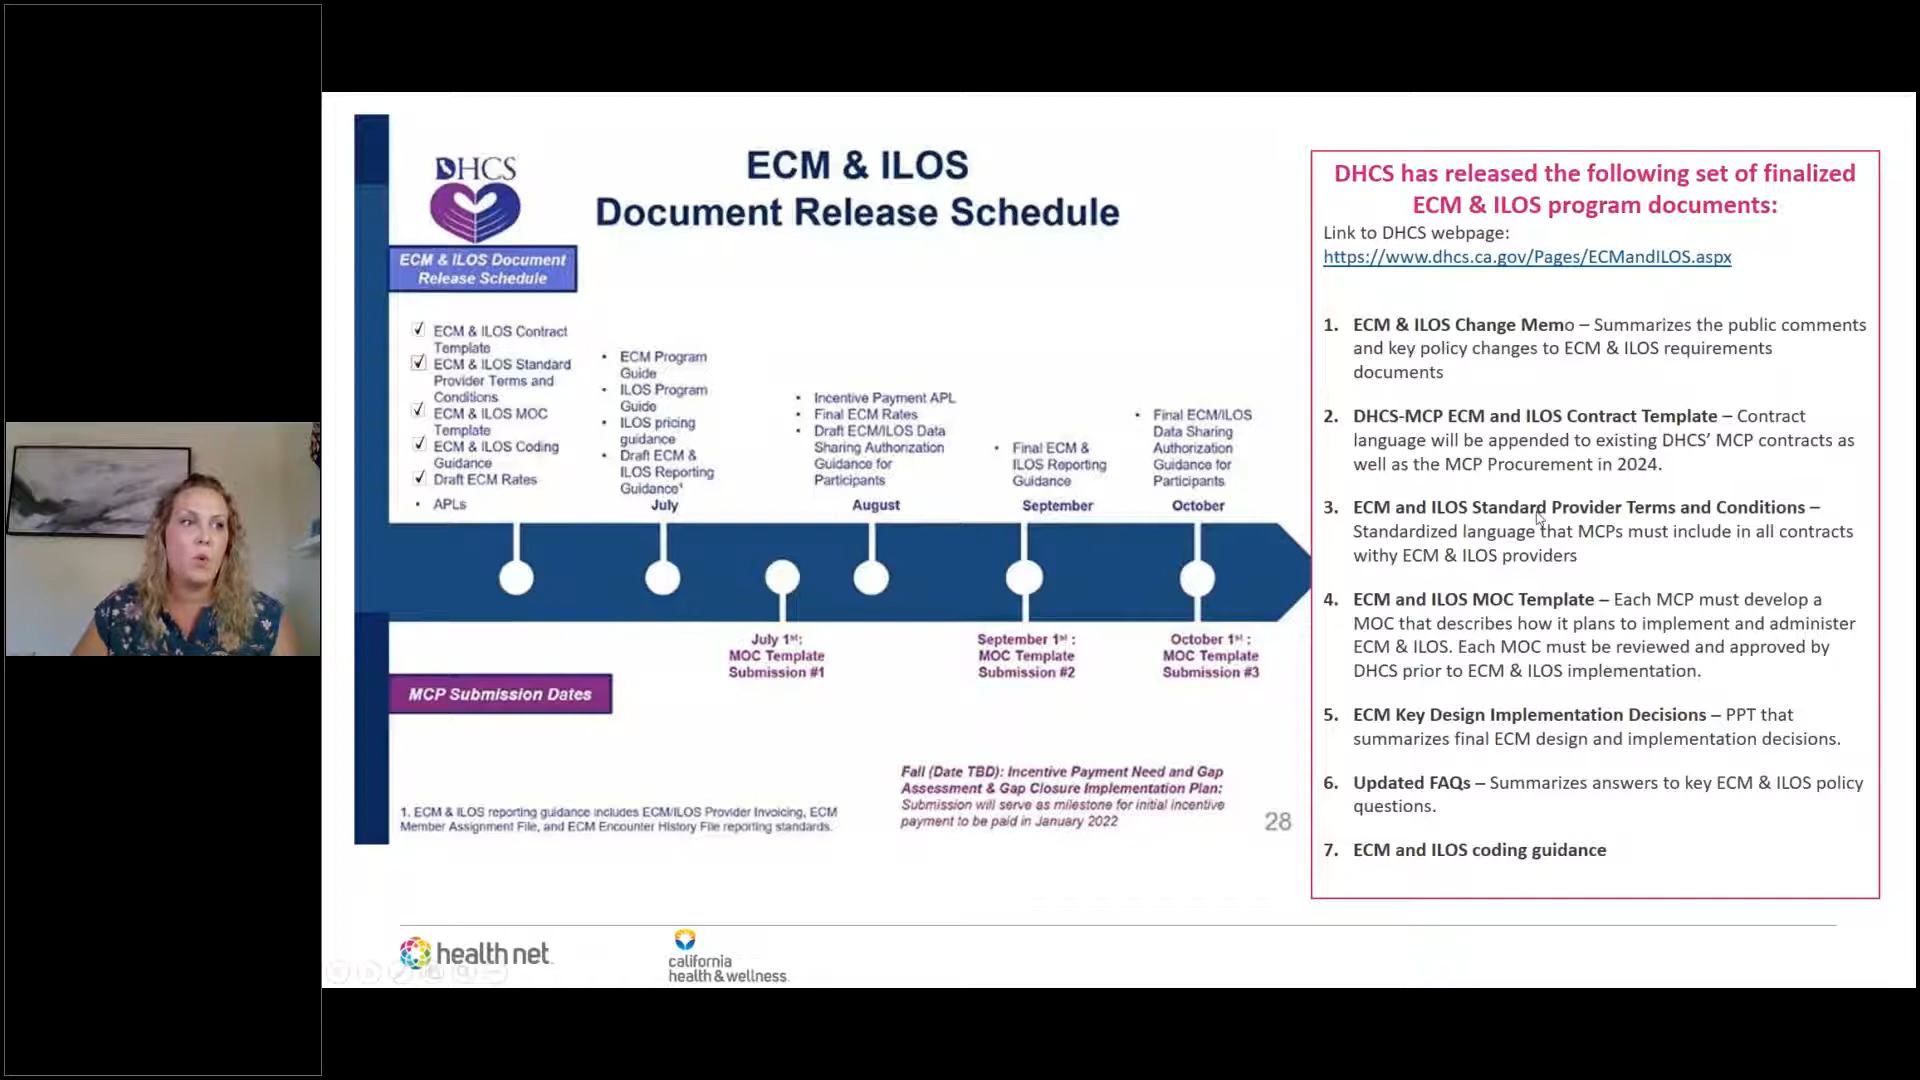 DHCS
ECM & ILOS
Document Release Schedule
ECM & ILOS Document
Release Schedule
ECM & ILOS Contract
Template
ECM & ILOS Standard
Provider Terms and
Conditions
ECM & ILOS MOC
Template
ECM & ILOS Coding
Guidance
Draft ECM Rates
• APLs
• ECM Program
Guide
• ILOS Program
Guide
• ILOS pricing
guidance
• Draft ECM &
ILOS Reporting
Guidance¹
July
• Incentive Payment APL
• Final ECM Rates
• Draft ECM/ILOS Data
Sharing Authorization
Guidance for
Participants
August
• Final ECM &
ILOS Reporting
Guidance
September
• Final ECM/ILOS
Data Sharing
Authorization
Guidance for
Participants
October
July 1st:
MOC Template
Submission #1
September 1st :
MOC Template
Submission #2
October 1st :
MOC Template
Submission #3
MCP Submission Dates
1. ECM & ILOS reporting guidance includes ECM/ILOS Provider Invoicing, ECM
Member Assignment File, and ECM Encounter History File reporting standards.
Fall (Date TBD): Incentive Payment Need and Gap
Assessment & Gap Closure Implementation Plan:
Submission will serve as milestone for initial incentive
payment to be paid in January 2022
28
DHCS has released the following set of finalized
ECM & ILOS program documents:
Link to DHCS webpage:
https://www.dhcs.ca.gov/Pages/ECMandILOS.aspx
1. ECM & ILOS Change Memo – Summarizes the public comments
and key policy changes to ECM & ILOS requirements
documents
2. DHCS-MCP ECM and ILOS Contract Template – Contract
language will be appended to existing DHCS’ MCP contracts as
well as the MCP Procurement in 2024.
3. ECM and ILOS Standard Provider Terms and Conditions –
Standardized language that MCPs must include in all contracts
withy ECM & ILOS providers
4. ECM and ILOS MOC Template – Each MCP must develop a
MOC that describes how it plans to implement and administer
ECM & ILOS. Each MOC must be reviewed and approved by
DHCS prior to ECM & ILOS implementation.
5. ECM Key Design Implementation Decisions – PPT that
summarizes final ECM design and implementation decisions.
6. Updated FAQs – Summarizes answers to key ECM & ILOS policy
questions.
7. ECM and ILOS coding guidance
health net
california
health & wellness